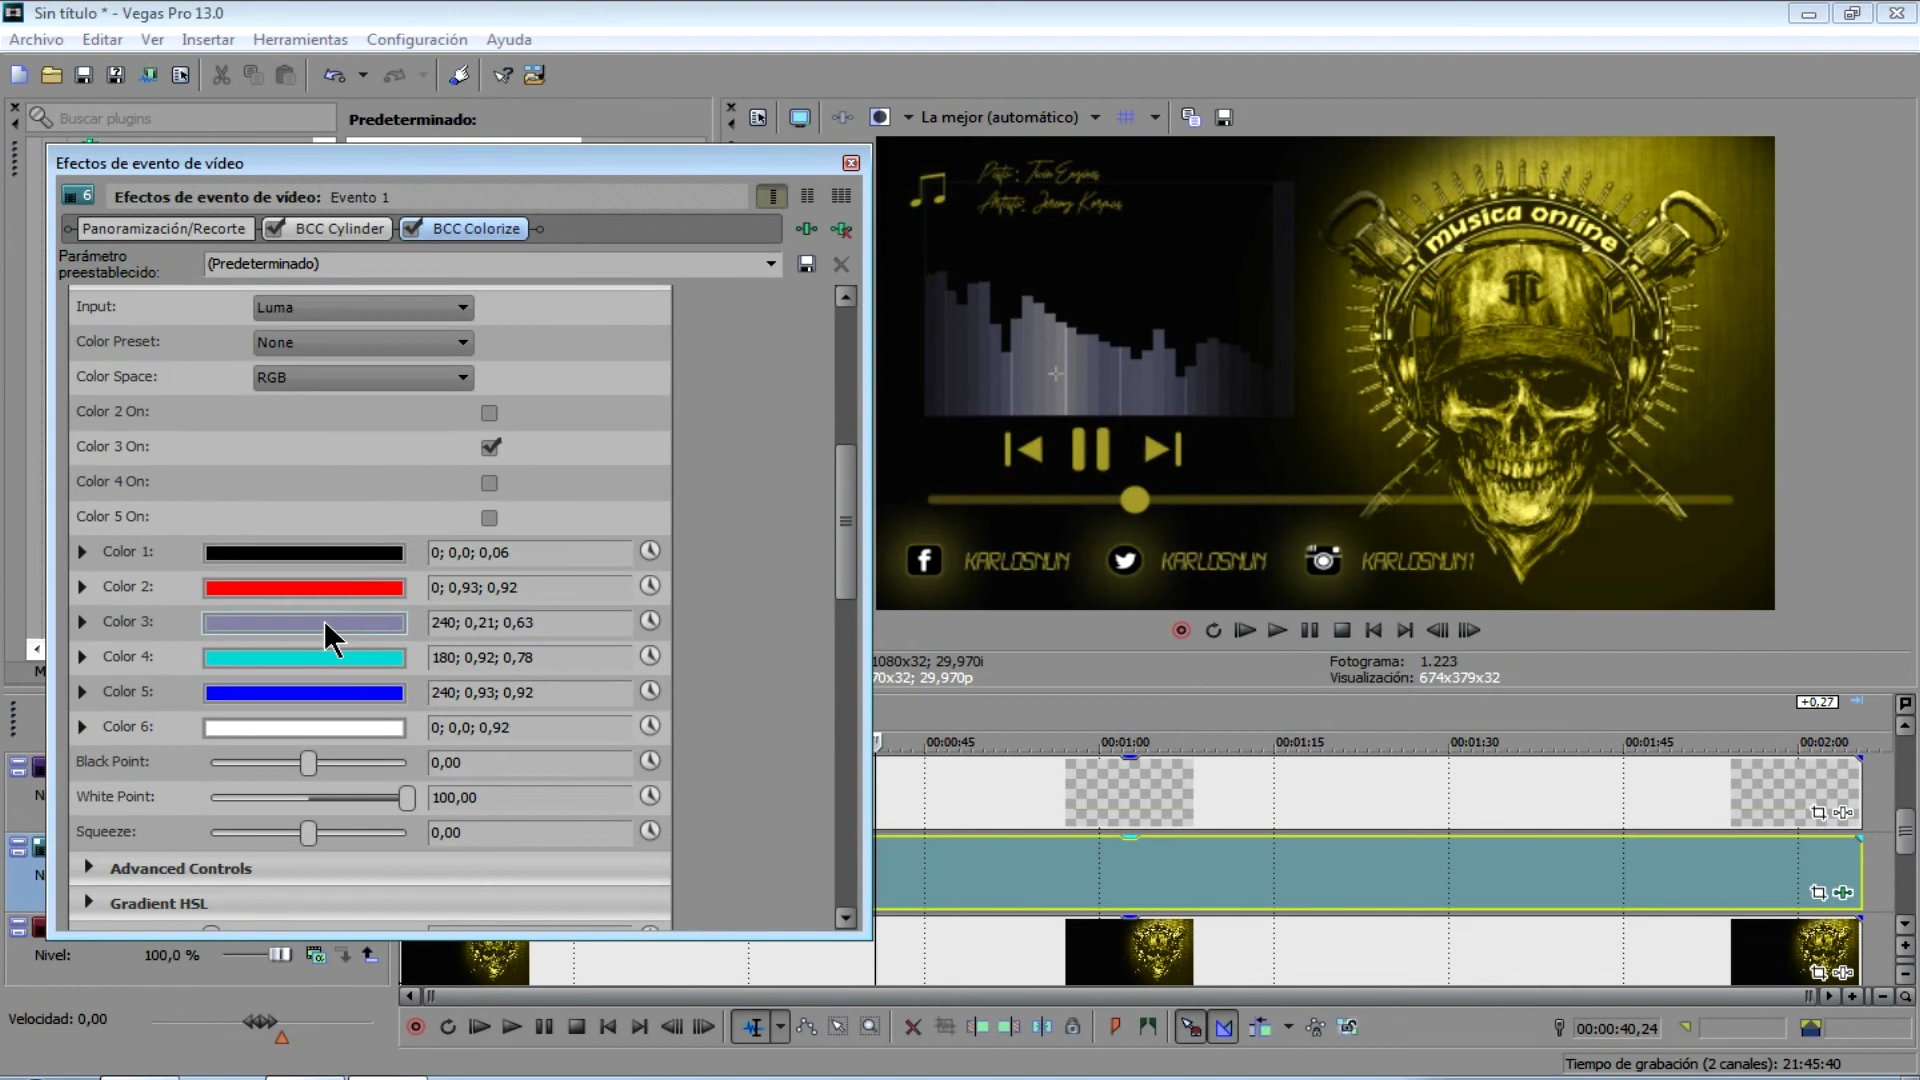 Sin título * - Vegas Pro 13.0
Archivo Editar Ver Insertar Herramientas Configuración Ayuda
Buscar plugins
Predeterminado:
La mejor (automático)
Efectos de evento de vídeo
Efectos de evento de vídeo: Evento 1
Panoramización/Recorte BCC Cylinder BCC Colorize
Parámetro preestablecido: (Predeterminado)
Input: Luma
Color Preset: None
Color Space: RGB
Color 2 On:
Color 3 On:
Color 4 On:
Color 5 On:
Color 1: 0; 0,0; 0,06
Color 2: 0; 0,93; 0,92
Color 3: 240; 0,21; 0,63
Color 4: 180; 0,92; 0,78
Color 5: 240; 0,93; 0,92
Color 6: 0; 0,0; 0,92
Black Point: 0,00
White Point: 100,00
Squeeze: 0,00
Advanced Controls
Gradient HSL
Pista : Twin Engines
Artista: Jeremy Korpas
musica online
KARLOSNUN KARLOSNUN KARLOSNUN1
1080x32; 29,970i
70x32; 29,970p
Fotograma: 1.223
Visualización: 674x379x32
+0,27
00:00:45 00:01:00 00:01:15 00:01:30 00:01:45 00:02:00
Nivel: 100,0 %
Velocidad: 0,00
00:00:40,24
Tiempo de grabación (2 canales): 21:45:40